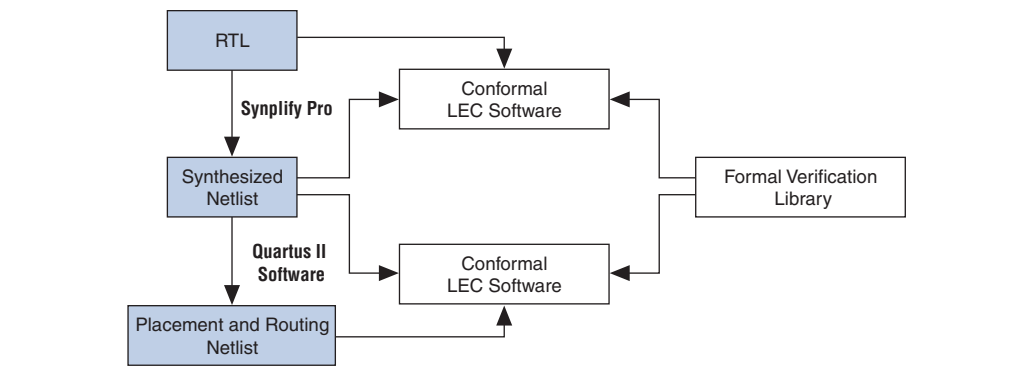 RTL
Conformal
LEC Software
Synplify Pro
Synthesized
Netlist
Formal Verification
Library
Quartus II
Software
Conformal
LEC Software
Placement and Routing
Netlist